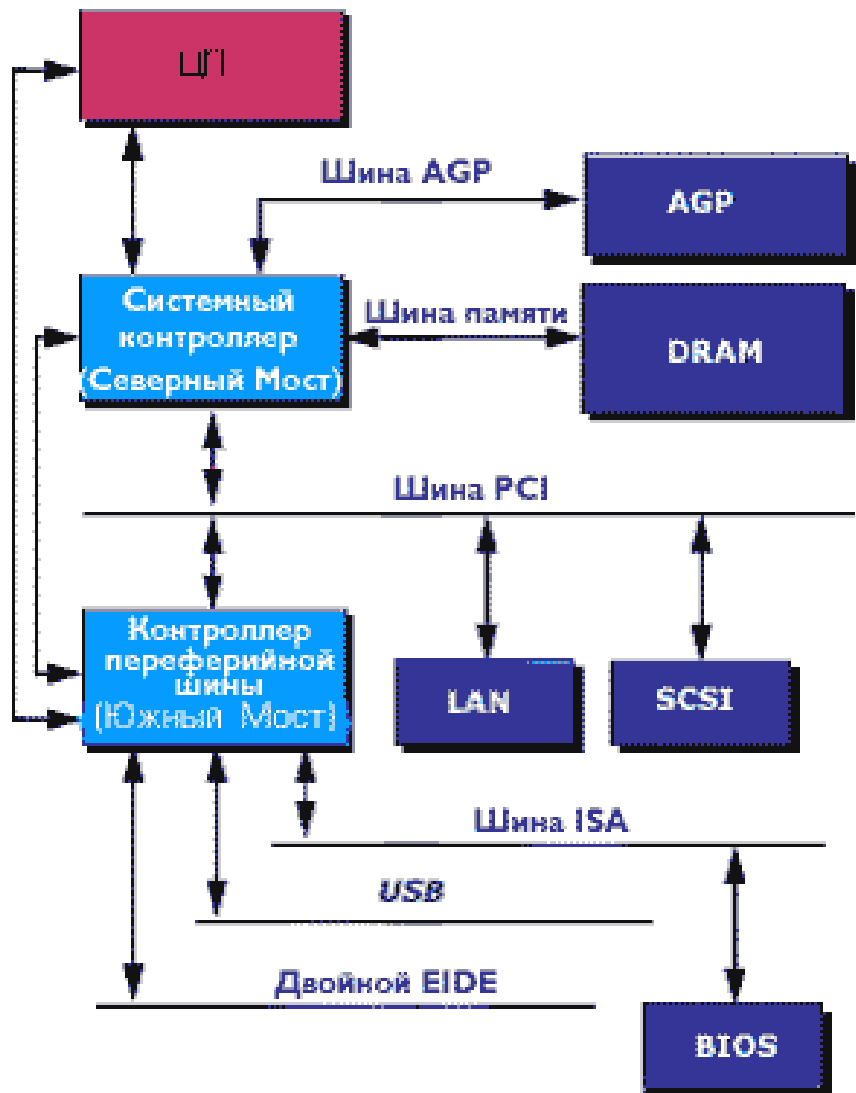 ЦП
Шина AGP
AGP
Системный
контроллер
(Северный Мост)
Шина памяти
DRAM
Шина PCI
Контроллер
переферийной
шины
(Южный Мост)
LAN
SCSI
Шина ISA
USB
Двойной EIDE
BIOS